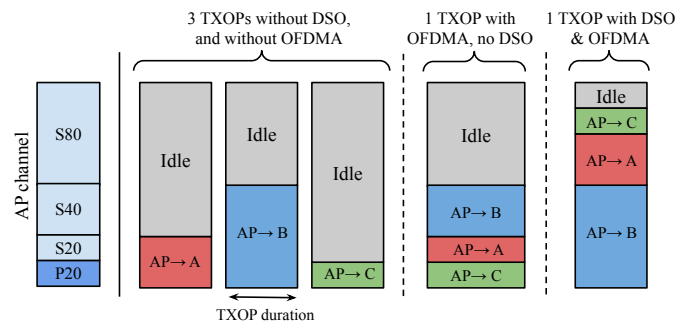 3 TXOPs without DSO,
and without OFDMA
1 TXOP with
OFDMA, no DSO
1 TXOP with DSO
& OFDMA
AP channel
S80
S40
S20
P20
Idle
AP→ A
Idle
AP→ B
Idle
AP→ C
TXOP duration
Idle
AP→ B
AP→ A
AP→ C
Idle
AP→ C
AP→ A
AP→ B